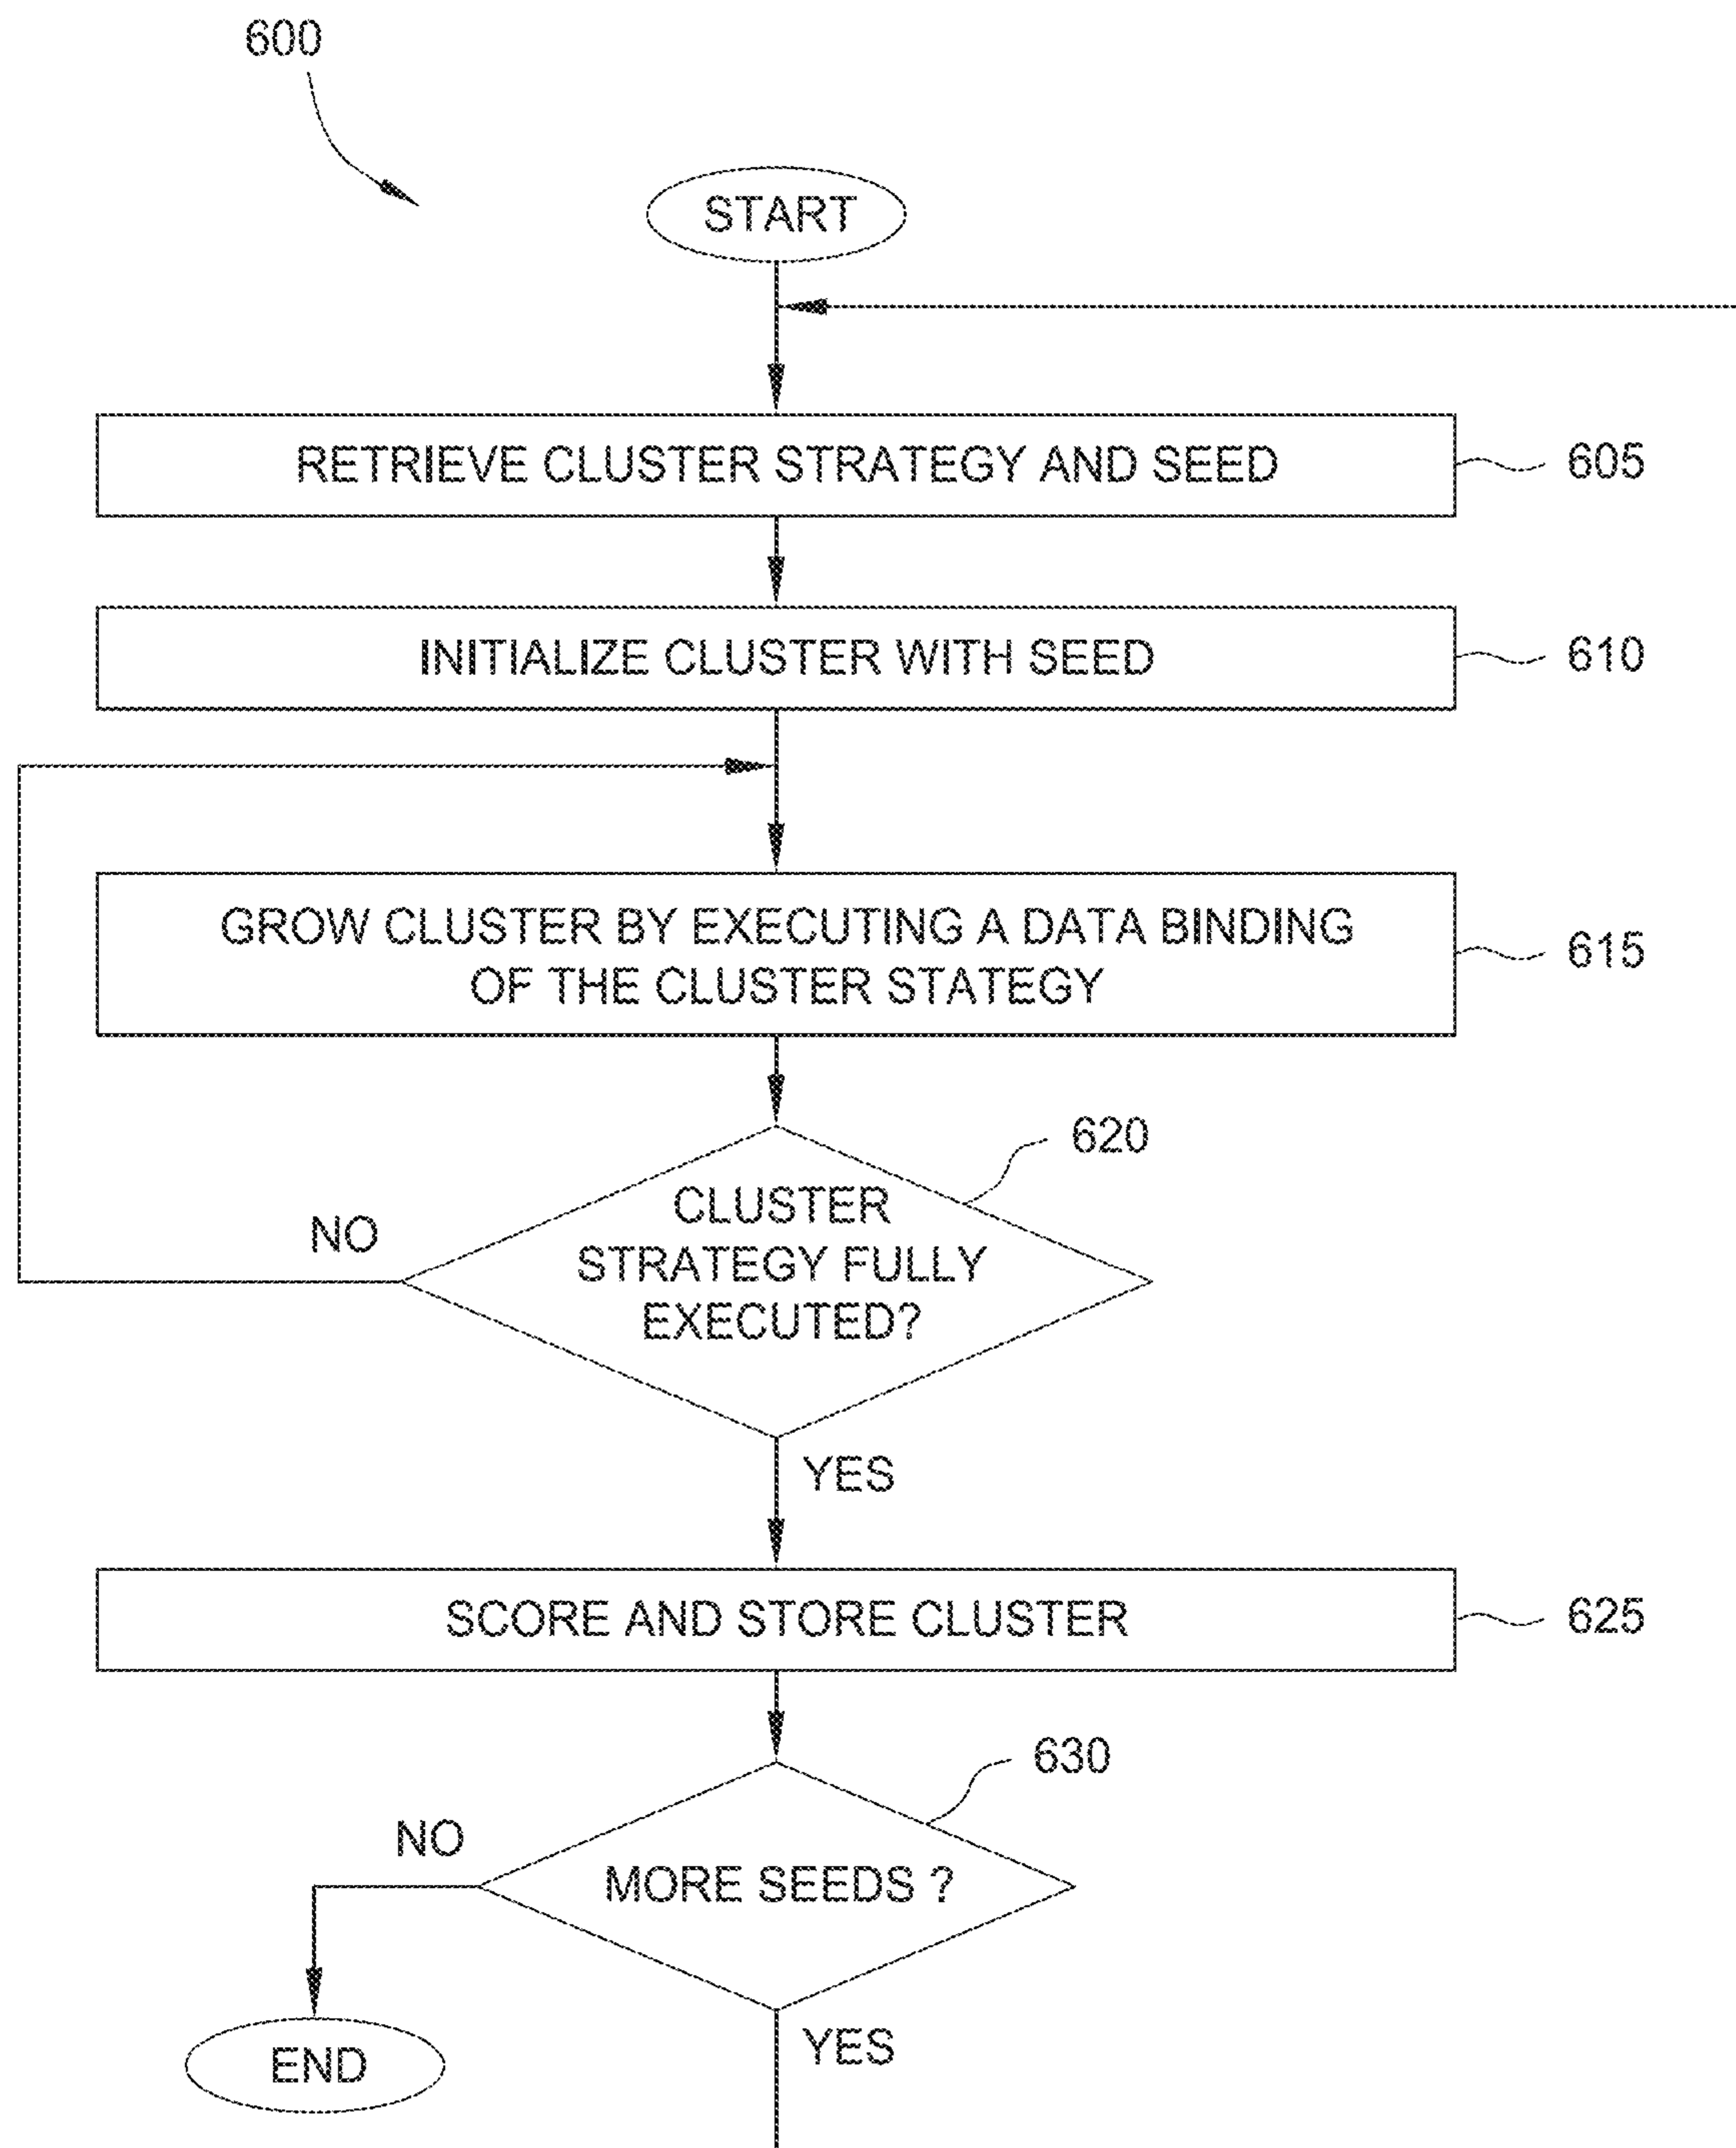 600
START
RETRIEVE CLUSTER STRATEGY AND SEED
605
INITIALIZE CLUSTER WITH SEED
610
GROW CLUSTER BY EXECUTING A DATA BINDING
OF THE CLUSTER STATEGY
615
620
CLUSTER
STRATEGY FULLY
EXECUTED?
NO
YES
SCORE AND STORE CLUSTER
625
630
MORE SEEDS ?
NO
YES
END